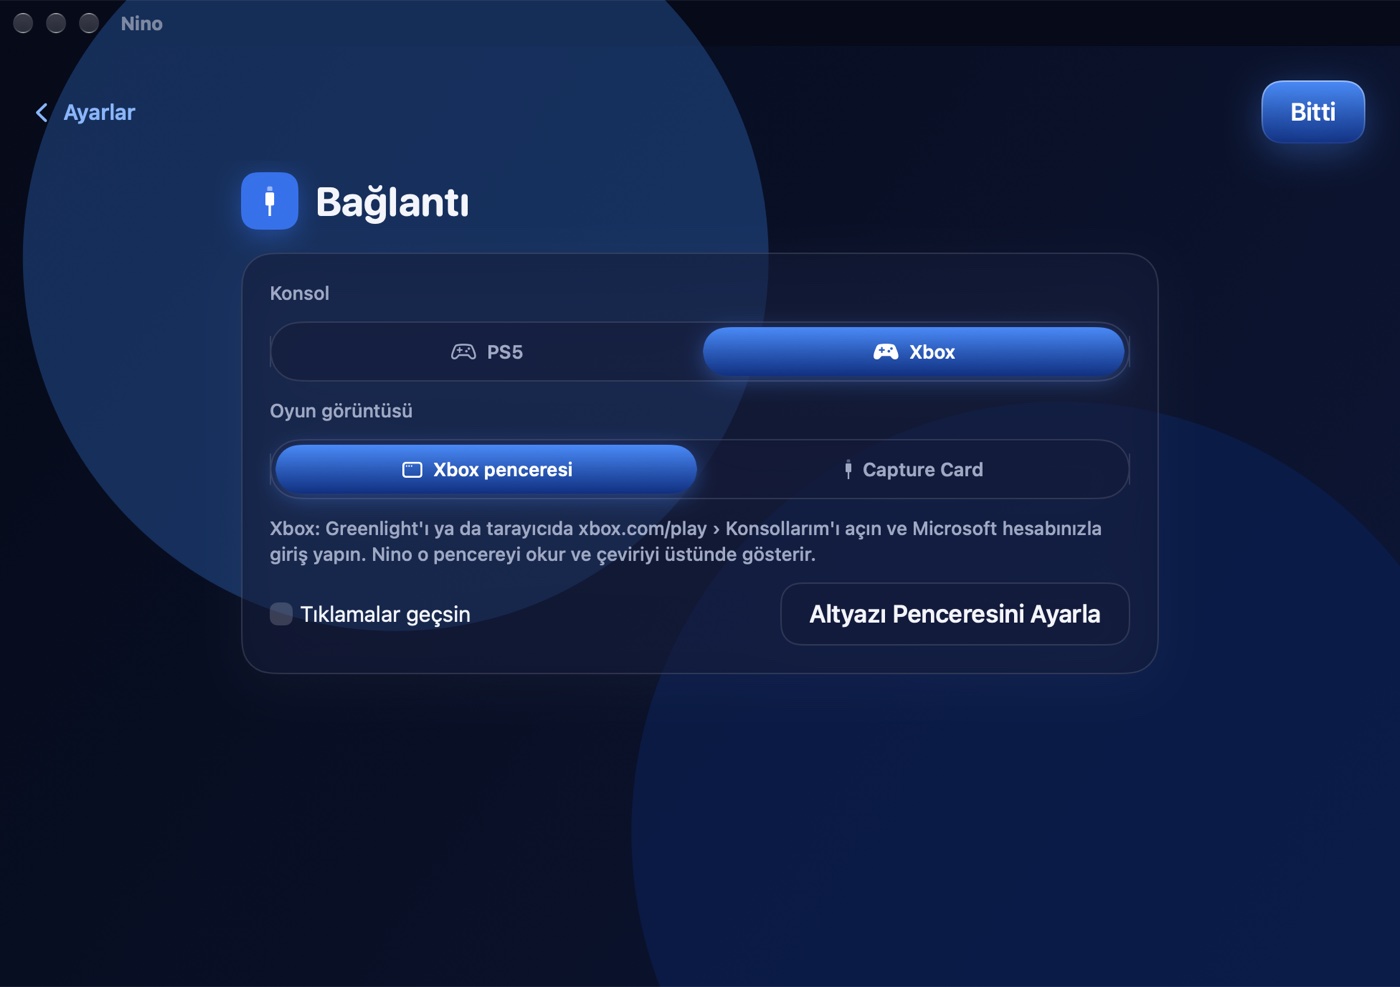 Nino
Ayarlar
Bitti
Bağlantı
Konsol
PS5
Xbox
Oyun görüntüsü
Xbox penceresi
Capture Card
Xbox: Greenlight'ı ya da tarayıcıda xbox.com/play › Konsollarım'ı açın ve Microsoft hesabınızla
giriş yapın. Nino o pencereyi okur ve çeviriyi üstünde gösterir.
Tıklamalar geçsin
Altyazı Penceresini Ayarla